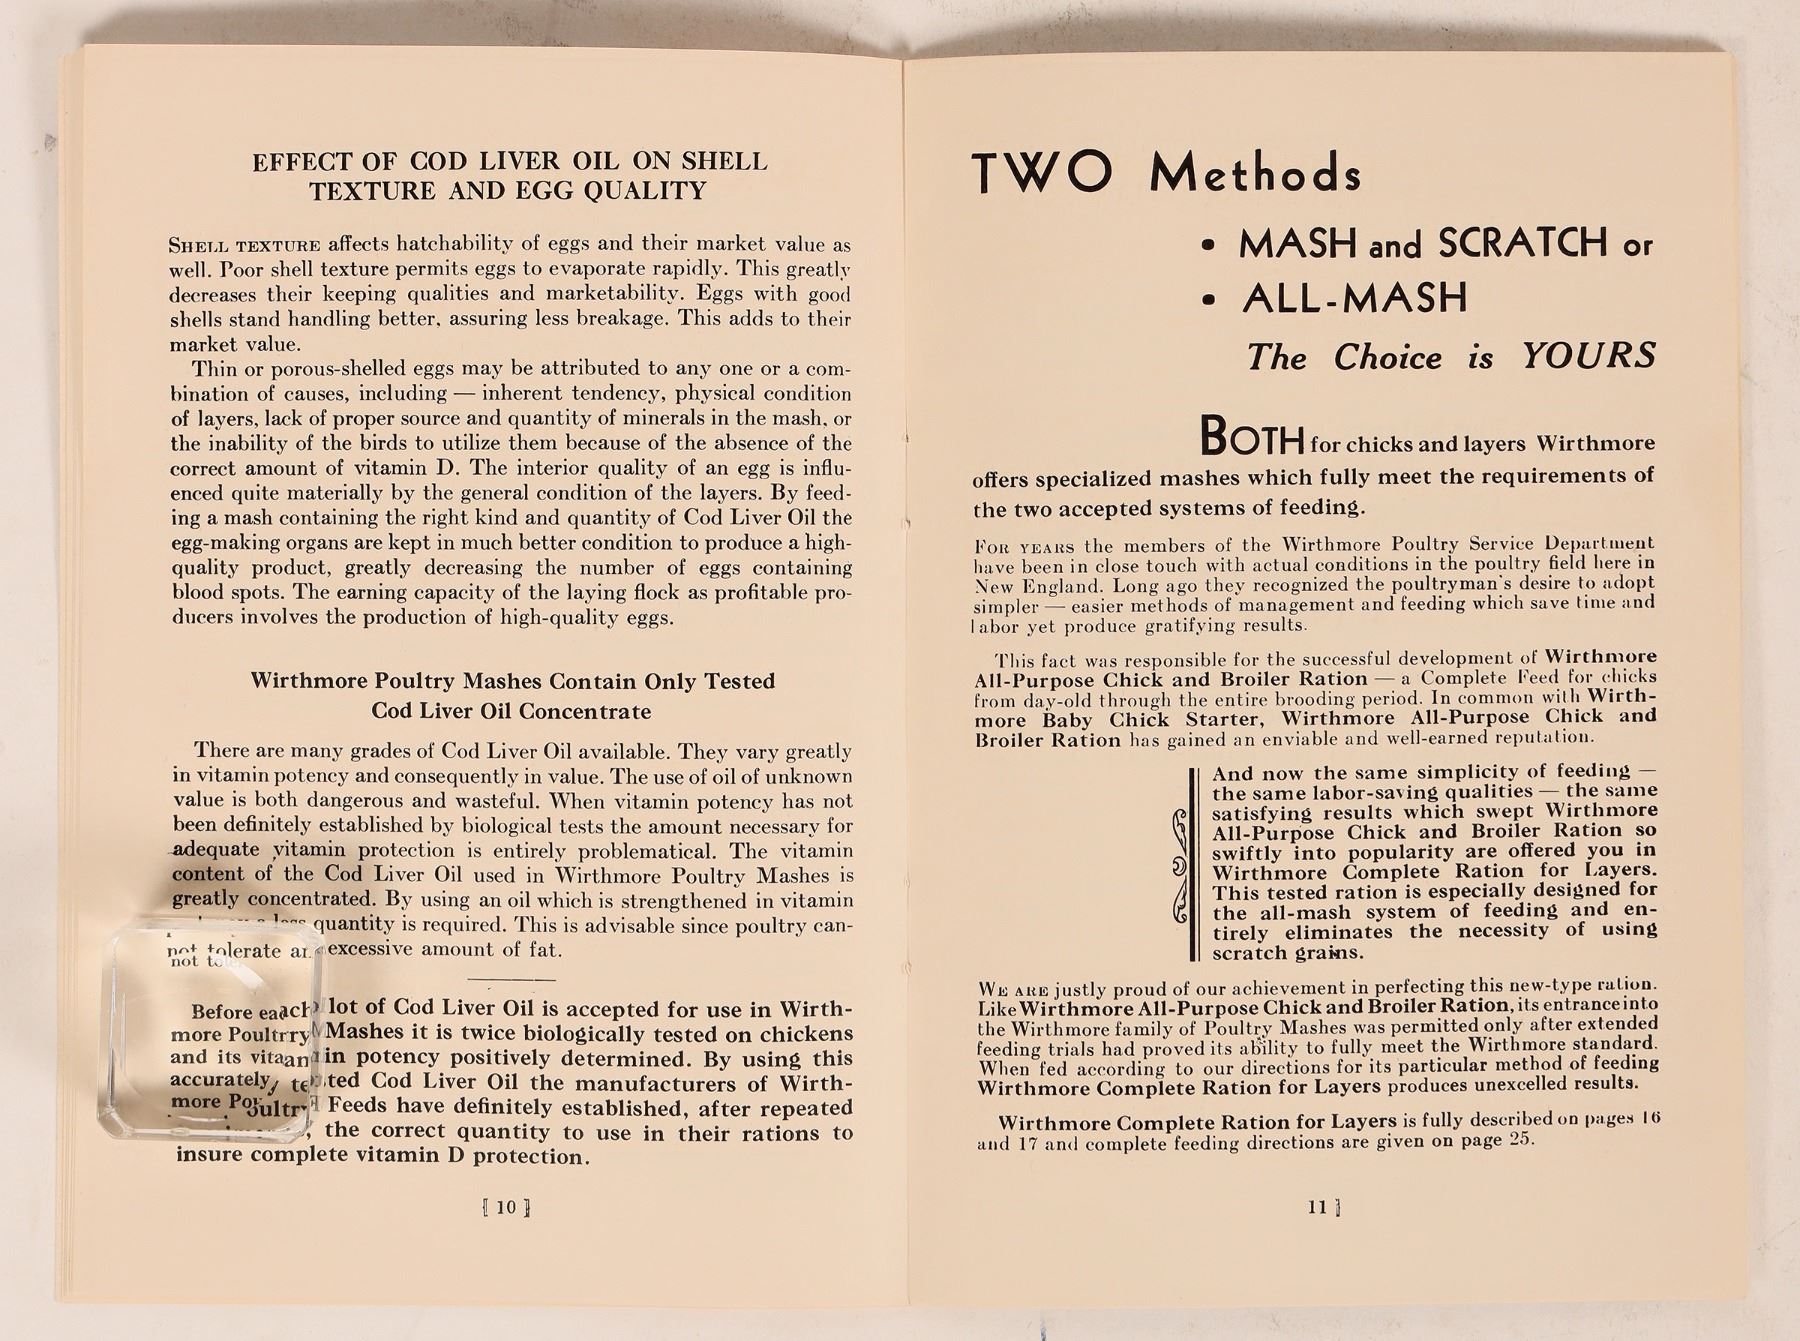 EFFECT OF COD LIVER OIL ON SHELL
TEXTURE AND EGG QUALITY
SHELL TEXTURE affects hatchability of eggs and their market value as
well. Poor shell texture permits eggs to evaporate rapidly. This greatly
decreases their keeping qualities and marketability. Eggs with good
shells stand handling better, assuring less breakage. This adds to their
market value.
Thin or porous-shelled eggs may be attributed to any one or a com-
bination of causes, including — inherent tendency, physical condition
of layers, lack of proper source and quantity of minerals in the mash, or
the inability of the birds to utilize them because of the absence of the
correct amount of vitamin D. The interior quality of an egg is influ-
enced quite materially by the general condition of the layers. By feed-
ing a mash containing the right kind and quantity of Cod Liver Oil the
egg-making organs are kept in much better condition to produce a high-
quality product, greatly decreasing the number of eggs containing
blood spots. The earning capacity of the laying flock as profitable pro-
ducers involves the production of high-quality eggs.
Wirthmore Poultry Mashes Contain Only Tested
Cod Liver Oil Concentrate
There are many grades of Cod Liver Oil available. They vary greatly
in vitamin potency and consequently in value. The use of oil of unknown
value is both dangerous and wasteful. When vitamin potency has not
been definitely established by biological tests the amount necessary for
adequate vitamin protection is entirely problematical. The vitamin
content of the Cod Liver Oil used in Wirthmore Poultry Mashes is
greatly concentrated. By using an oil which is strengthened in vitamin
less quantity is required. This is advisable since poultry can-
not tolerate an excessive amount of fat.
Before each lot of Cod Liver Oil is accepted for use in Wirth-
more Poultry Mashes it is twice biologically tested on chickens
and its vitamin potency positively determined. By using this
accurately tested Cod Liver Oil the manufacturers of Wirth-
more Poultry Feeds have definitely established, after repeated
the correct quantity to use in their rations to
insure complete vitamin D protection.
[ 10 ]
TWO Methods
• MASH and SCRATCH or
• ALL-MASH
The Choice is YOURS
BOTH for chicks and layers Wirthmore
offers specialized mashes which fully meet the requirements of
the two accepted systems of feeding.
FOR YEARS the members of the Wirthmore Poultry Service Department
have been in close touch with actual conditions in the poultry field here in
New England. Long ago they recognized the poultryman's desire to adopt
simpler — easier methods of management and feeding which save time and
labor yet produce gratifying results.
This fact was responsible for the successful development of Wirthmore
All-Purpose Chick and Broiler Ration — a Complete Feed for chicks
from day-old through the entire brooding period. In common with Wirth-
more Baby Chick Starter, Wirthmore All-Purpose Chick and
Broiler Ration has gained an enviable and well-earned reputation.
And now the same simplicity of feeding —
the same labor-saving qualities — the same
satisfying results which swept Wirthmore
All-Purpose Chick and Broiler Ration so
swiftly into popularity are offered you in
Wirthmore Complete Ration for Layers.
This tested ration is especially designed for
the all-mash system of feeding and en-
tirely eliminates the necessity of using
scratch grains.
WE ARE justly proud of our achievement in perfecting this new-type ration.
Like Wirthmore All-Purpose Chick and Broiler Ration, its entrance into
the Wirthmore family of Poultry Mashes was permitted only after extended
feeding trials had proved its ability to fully meet the Wirthmore standard.
When fed according to our directions for its particular method of feeding
Wirthmore Complete Ration for Layers produces unexcelled results.
Wirthmore Complete Ration for Layers is fully described on pages 16
and 17 and complete feeding directions are given on page 25.
11 ]